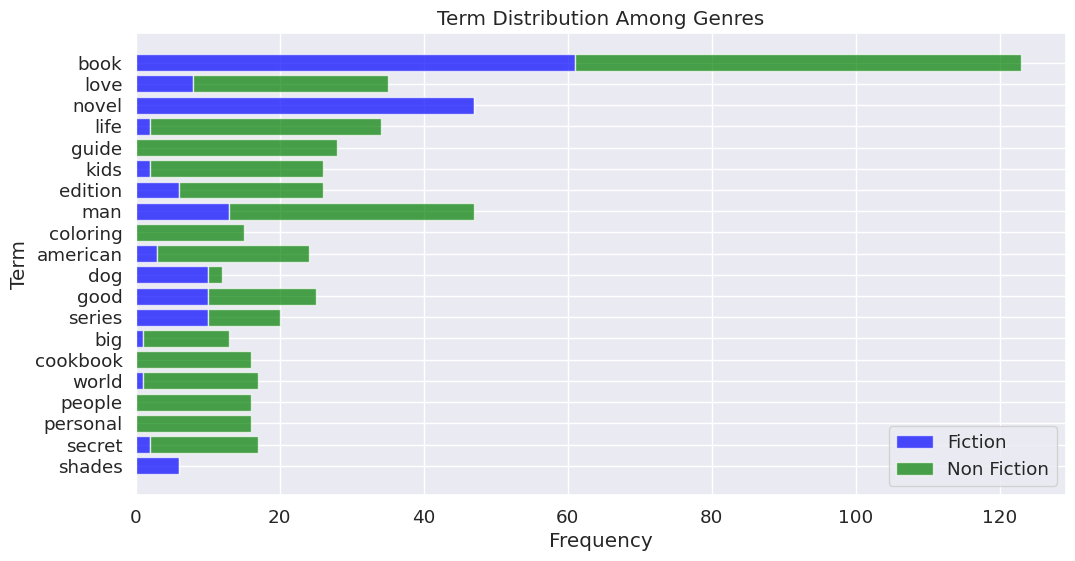 Term Distribution Among Genres
book
love
novel
life
guide
kids
edition
man
coloring
american
dog
good
series
big
cookbook
world
people
personal
secret
shades
Term
0 20 40 60 80 100 120
Frequency
Fiction
Non Fiction